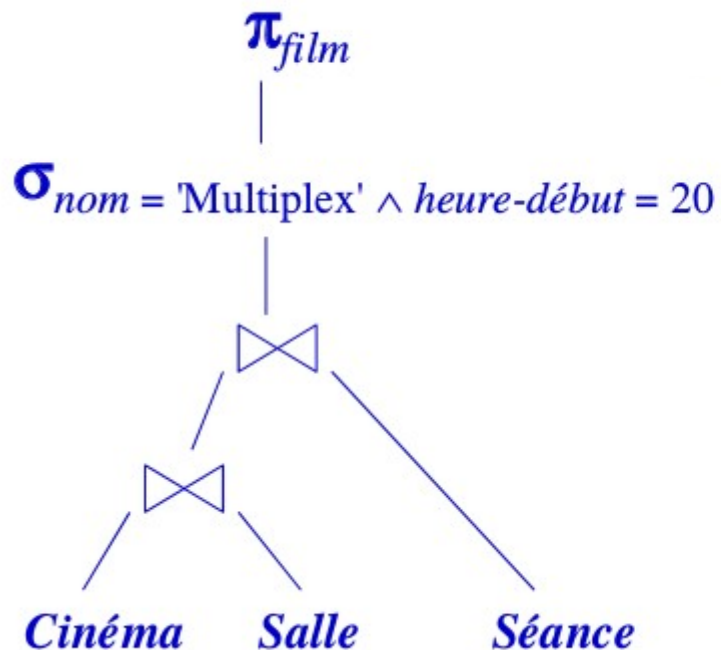 π film
σ nom = 'Multiplex' ∧ heure-début = 20
⋈
⋈
Cinéma Salle Séance